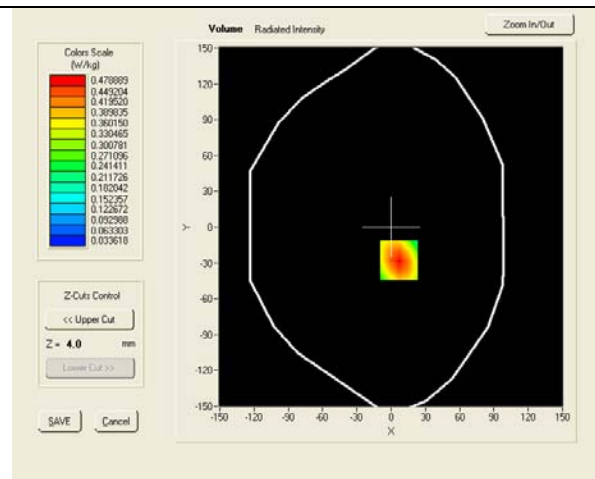 Volume Radiated Intensity
Zoom In/Out
Colors Scale
(W/kg)
0.478889
0.449204
0.419520
0.389835
0.360150
0.330465
0.300781
0.271096
0.241411
0.211726
0.182042
0.152357
0.122672
0.092988
0.063303
0.033618
Z-Cuts Control
<< Upper Cut
Z = 4.0 mm
Lower Cut >>
SAVE
Cancel
150
120
90
60
30
0
-30
-60
-90
-120
-150
Y
-150 -120 -90 -60 -30 0 30 60 90 120 150
X